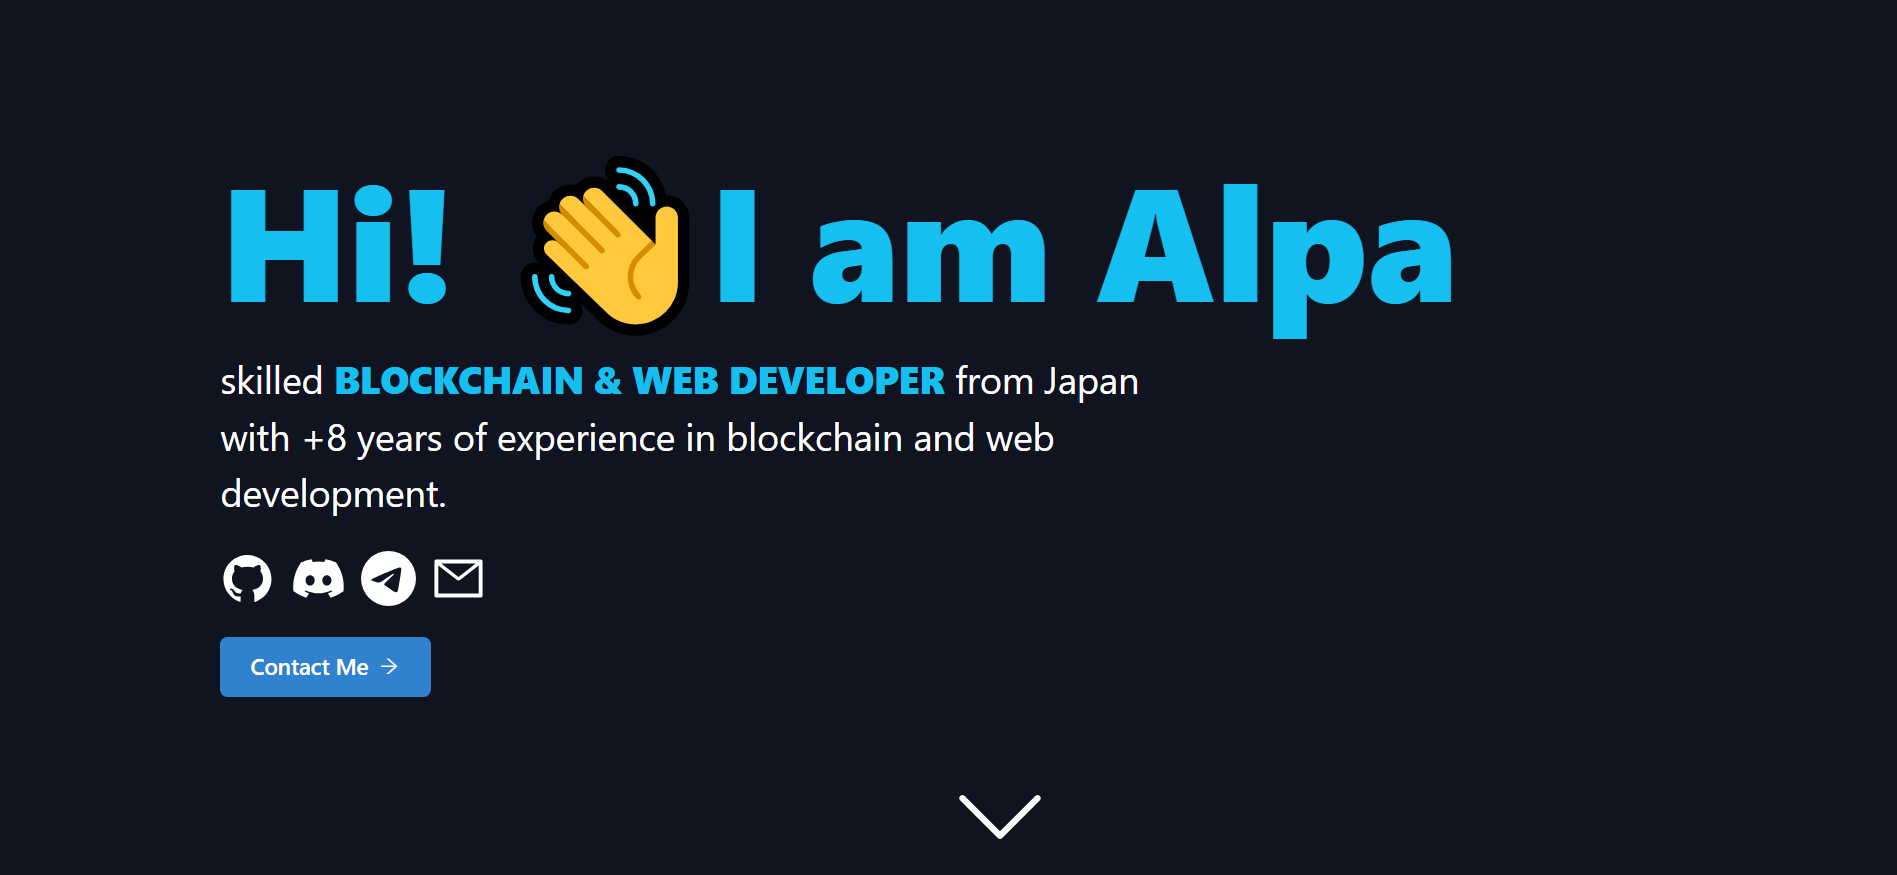 Hi! 👋 I am Alpa
skilled BLOCKCHAIN & WEB DEVELOPER from Japan
with +8 years of experience in blockchain and web
development.
Contact Me →